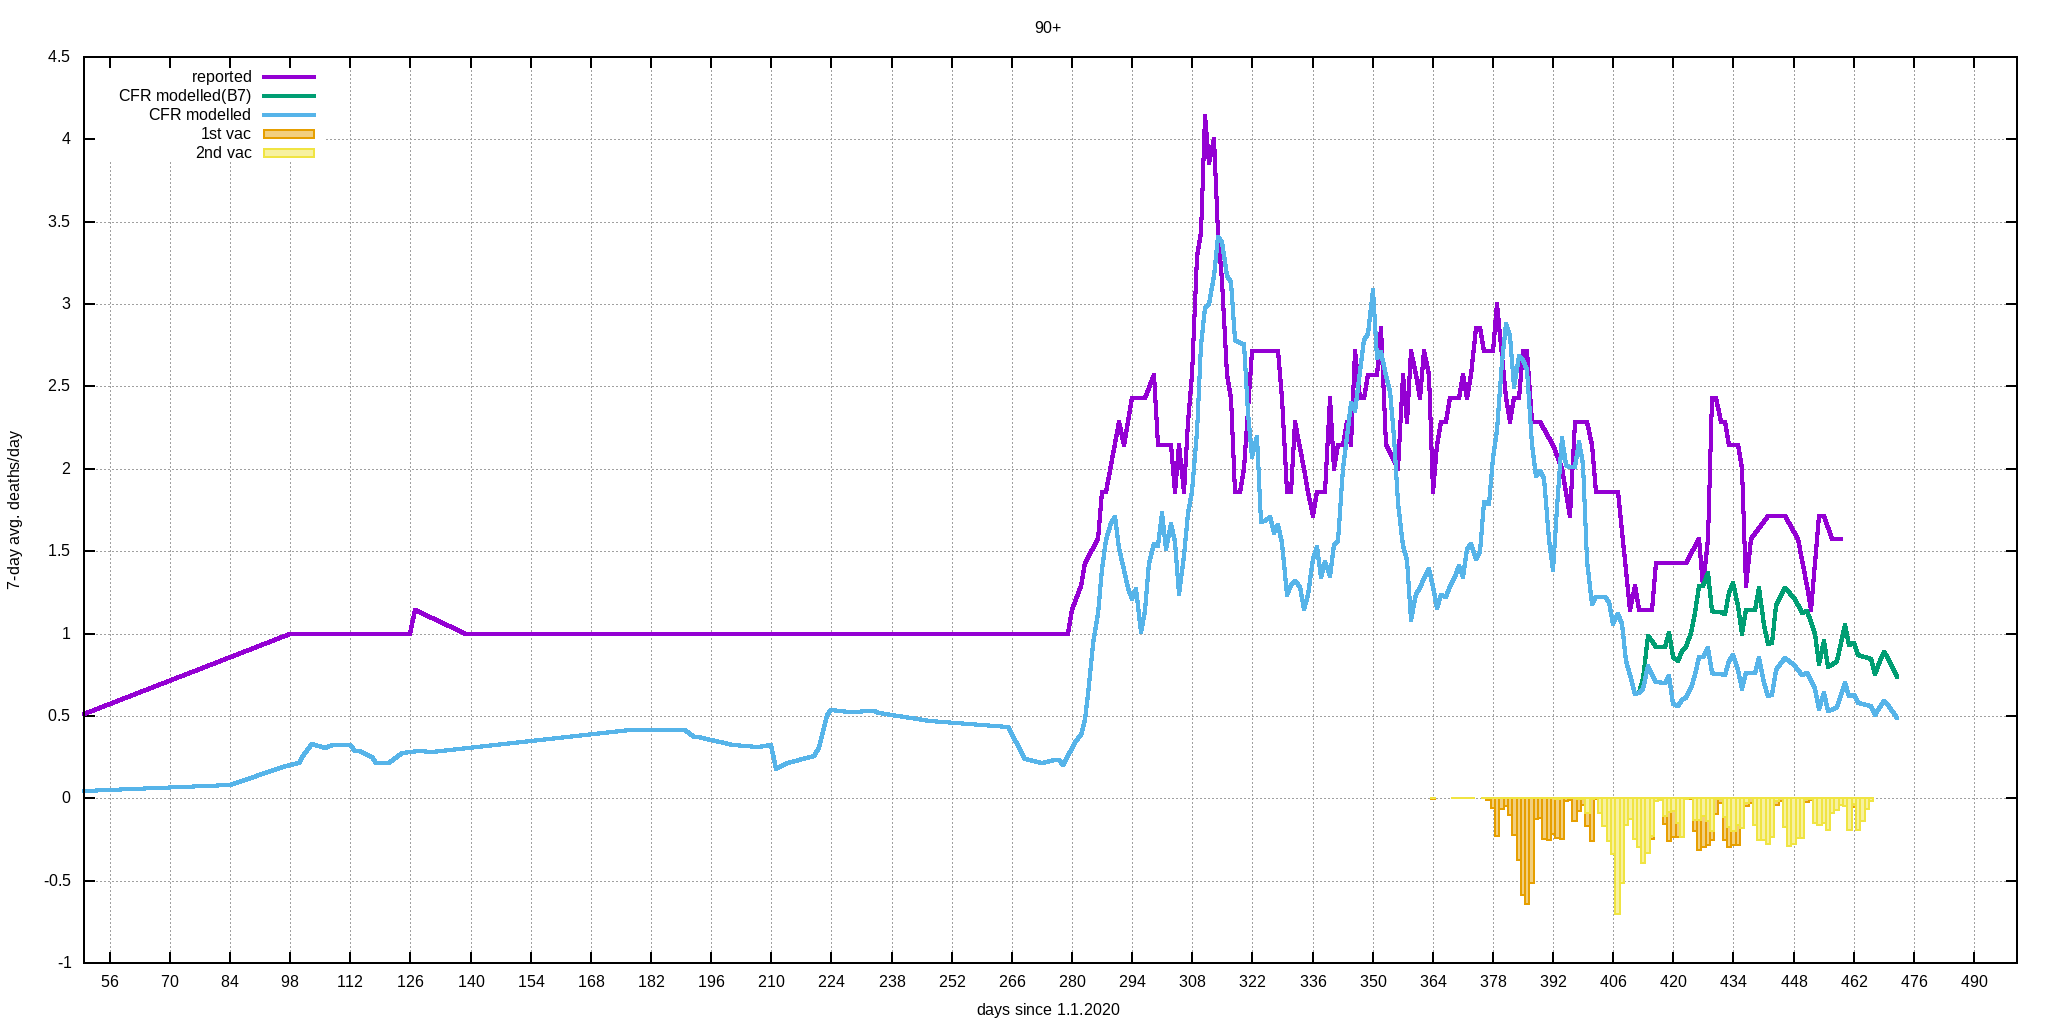 90+
reported
CFR modelled(B7)
CFR modelled
1st vac
2nd vac
4.5
4
3.5
3
2.5
2
1.5
1
0.5
0
-0.5
-1
7-day avg. deaths/day
56 70 84 98 112 126 140 154 168 182 196 210 224 238 252 266 280 294 308 322 336 350 364 378 392 406 420 434 448 462 476 490
days since 1.1.2020